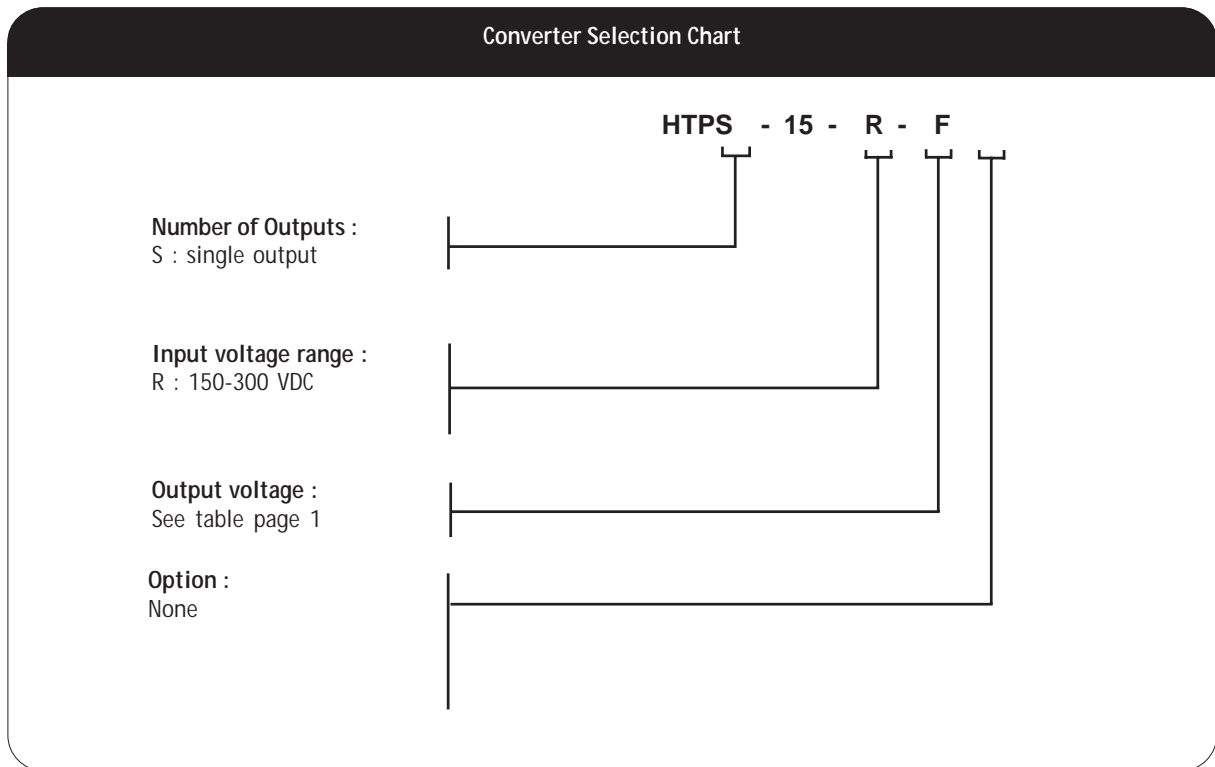 Converter Selection Chart
HTPS - 15 - R - F
Number of Outputs :
S : single output
Input voltage range :
R : 150-300 VDC
Output voltage :
See table page 1
Option :
None